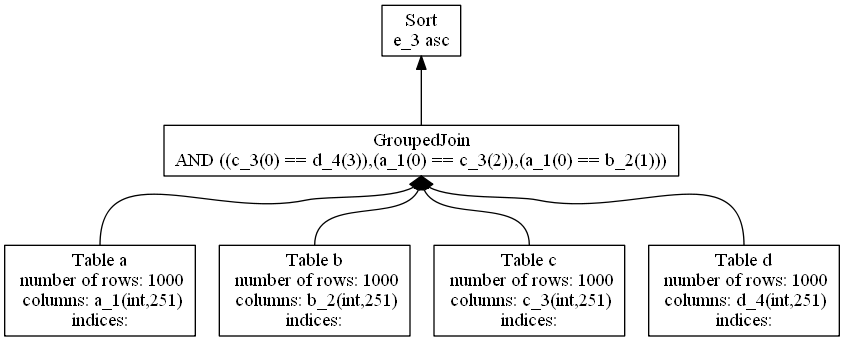 Sort
e_3 asc
GroupedJoin
AND ((c_3(0) == d_4(3)),(a_1(0) == c_3(2)),(a_1(0) == b_2(1)))
Table a
number of rows: 1000
columns: a_1(int,251)
indices:
Table b
number of rows: 1000
columns: b_2(int,251)
indices:
Table c
number of rows: 1000
columns: c_3(int,251)
indices:
Table d
number of rows: 1000
columns: d_4(int,251)
indices: